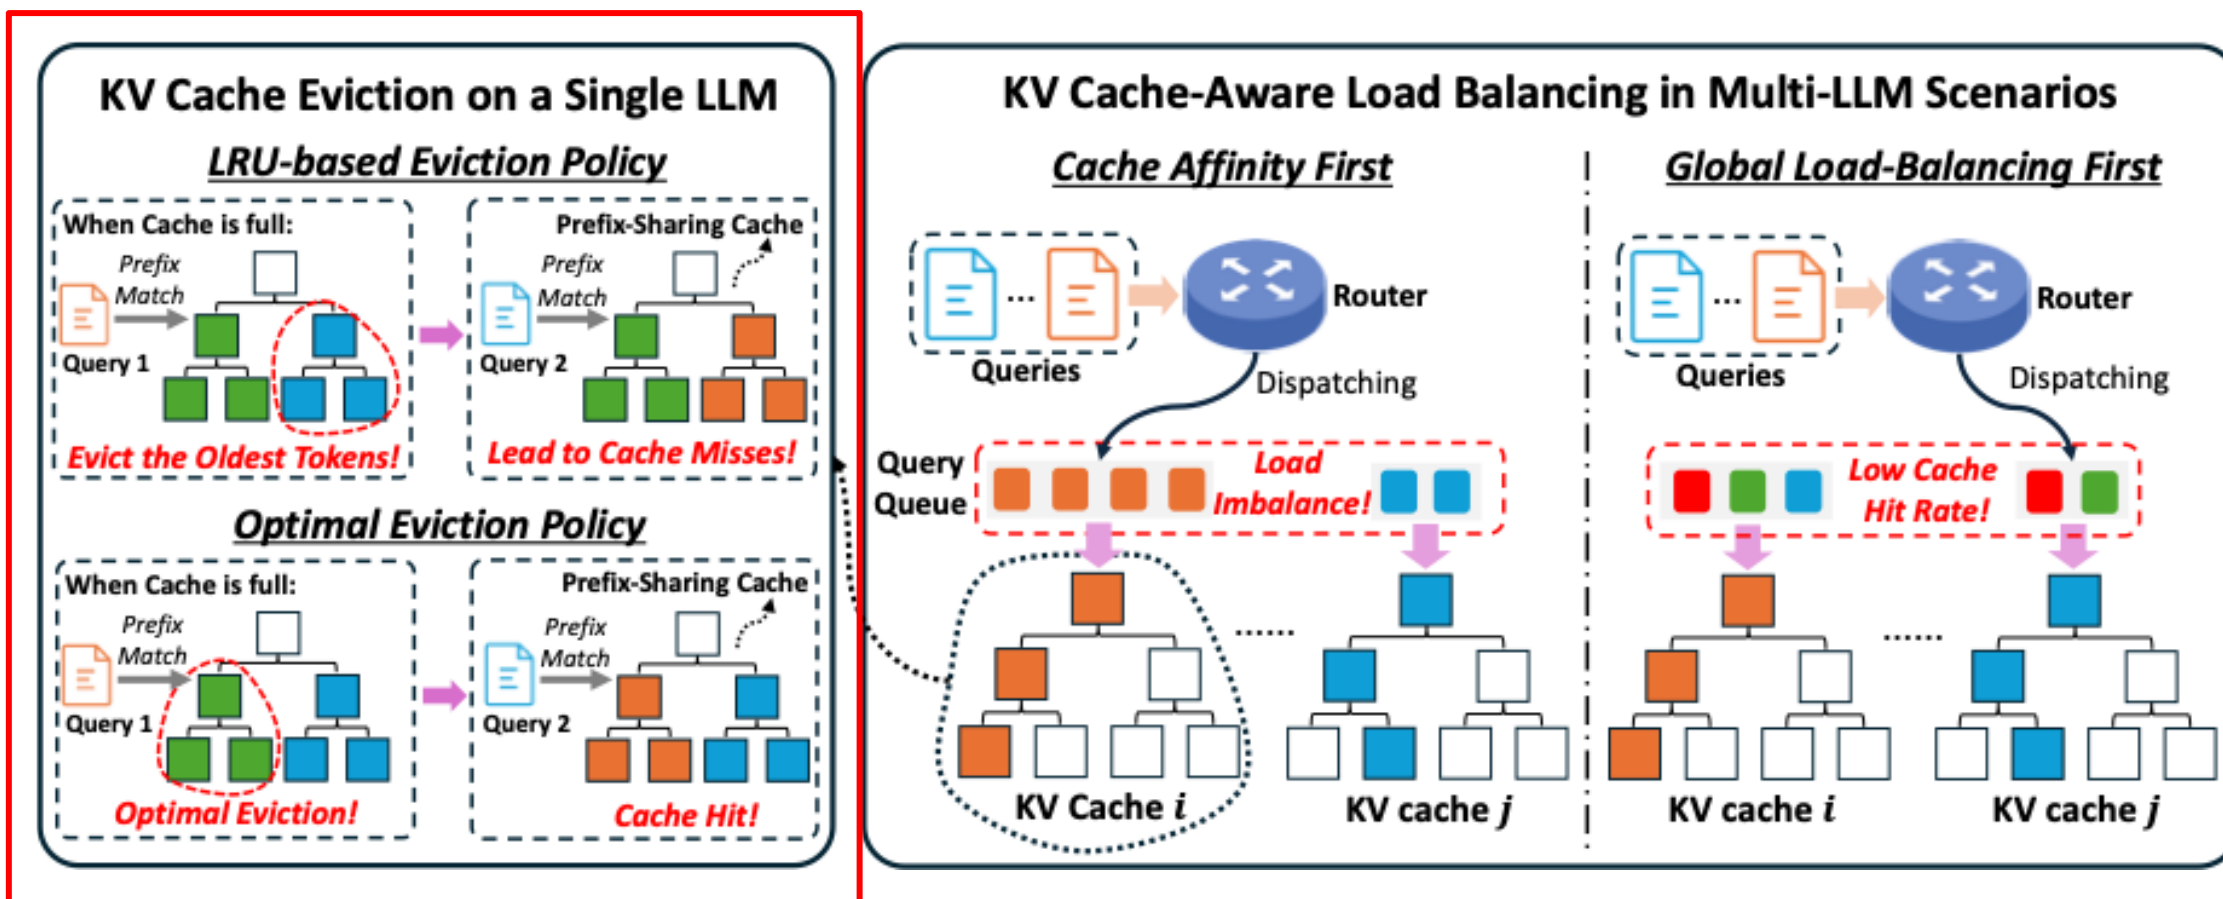 KV Cache Eviction on a Single LLM
LRU-based Eviction Policy
When Cache is full:
Prefix
Match
Query 1
Evict the Oldest Tokens!
Prefix-Sharing Cache
Prefix
Match
Query 2
Lead to Cache Misses!
Optimal Eviction Policy
When Cache is full:
Prefix
Match
Query 1
Optimal Eviction!
Prefix-Sharing Cache
Prefix
Match
Query 2
Cache Hit!
KV Cache-Aware Load Balancing in Multi-LLM Scenarios
Cache Affinity First
...
Queries
Router
Dispatching
Query
Queue
Load
Imbalance!
......
KV Cache i
KV cache j
Global Load-Balancing First
...
Queries
Router
Dispatching
Low Cache
Hit Rate!
......
KV cache i
KV cache j